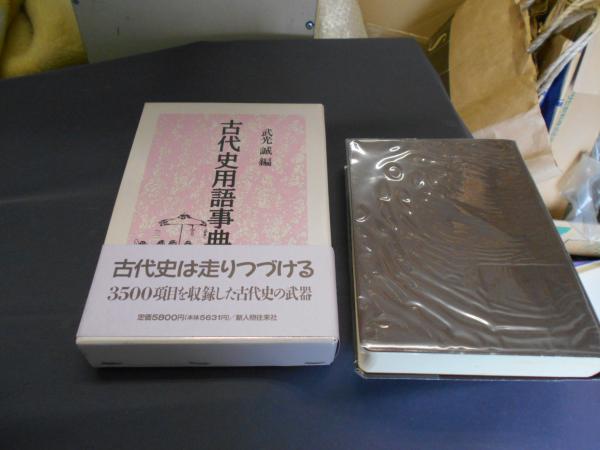 武光誠編
古代史用語事典
古代史は走りつづける
3500項目を収録した古代史の武器
定価5800円(本体5631円)/新人物往来社